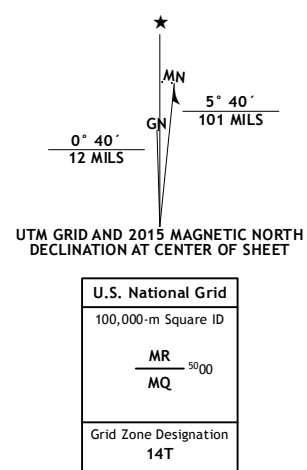 ★
MN
GN
5° 40´
101 MILS
0° 40´
12 MILS
UTM GRID AND 2015 MAGNETIC NORTH
DECLINATION AT CENTER OF SHEET
U.S. National Grid
100,000-m Square ID
MR
5000
MQ
Grid Zone Designation
14T